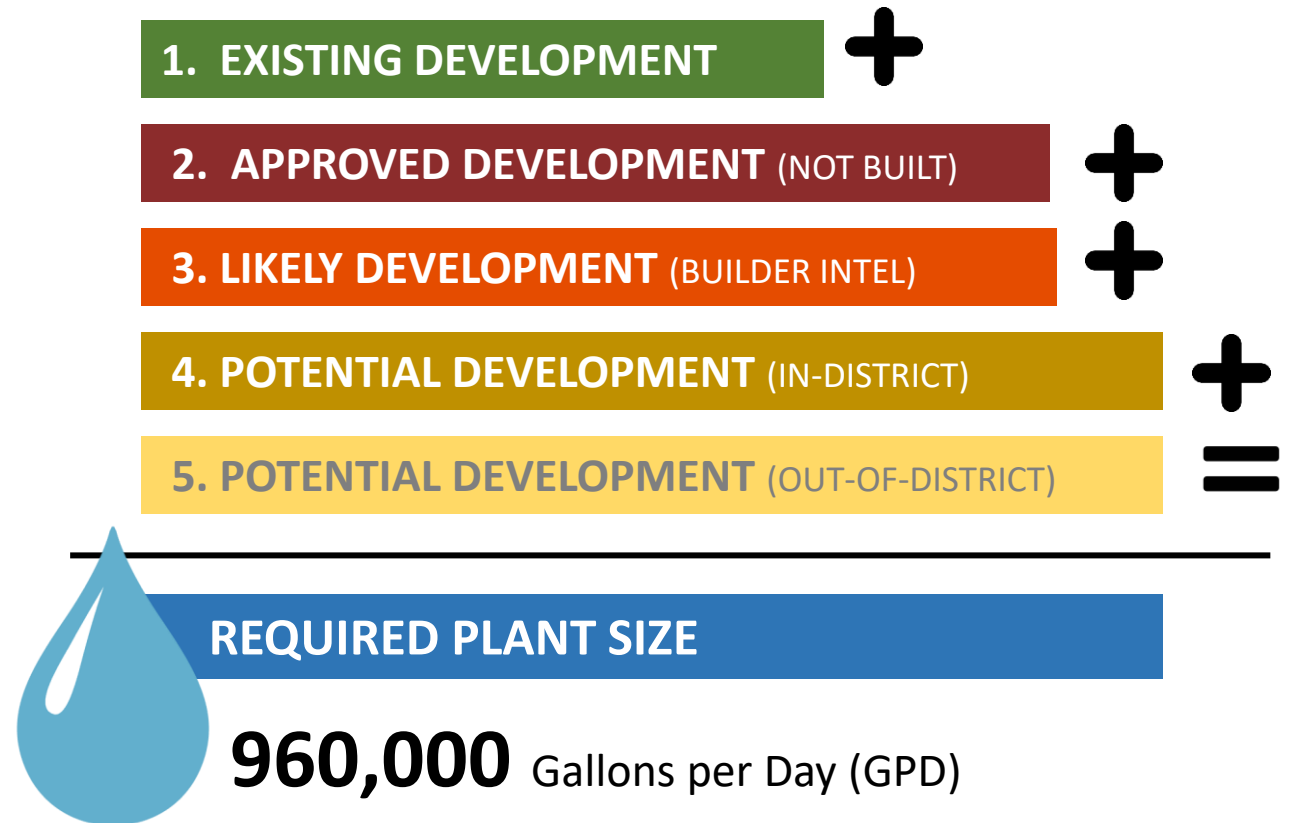 1. EXISTING DEVELOPMENT +
2. APPROVED DEVELOPMENT (NOT BUILT) +
3. LIKELY DEVELOPMENT (BUILDER INTEL) +
4. POTENTIAL DEVELOPMENT (IN-DISTRICT) +
5. POTENTIAL DEVELOPMENT (OUT-OF-DISTRICT) =
REQUIRED PLANT SIZE
960,000 Gallons per Day (GPD)